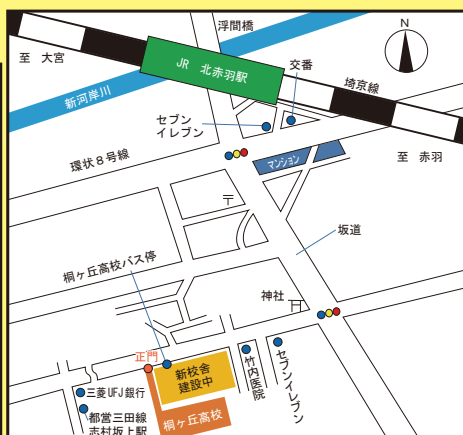 浮間橋
N
至 大宮
JR 北赤羽駅
交番
埼京線
新河岸川
セブン
イレブン
環状8号線
マンション
至 赤羽
〒
坂道
桐ヶ丘高校バス停
神社
正門
新校舎
建設中
竹内医院
セブンイレブン
三菱UFJ銀行
都営三田線
志村坂上駅
桐ヶ丘高校